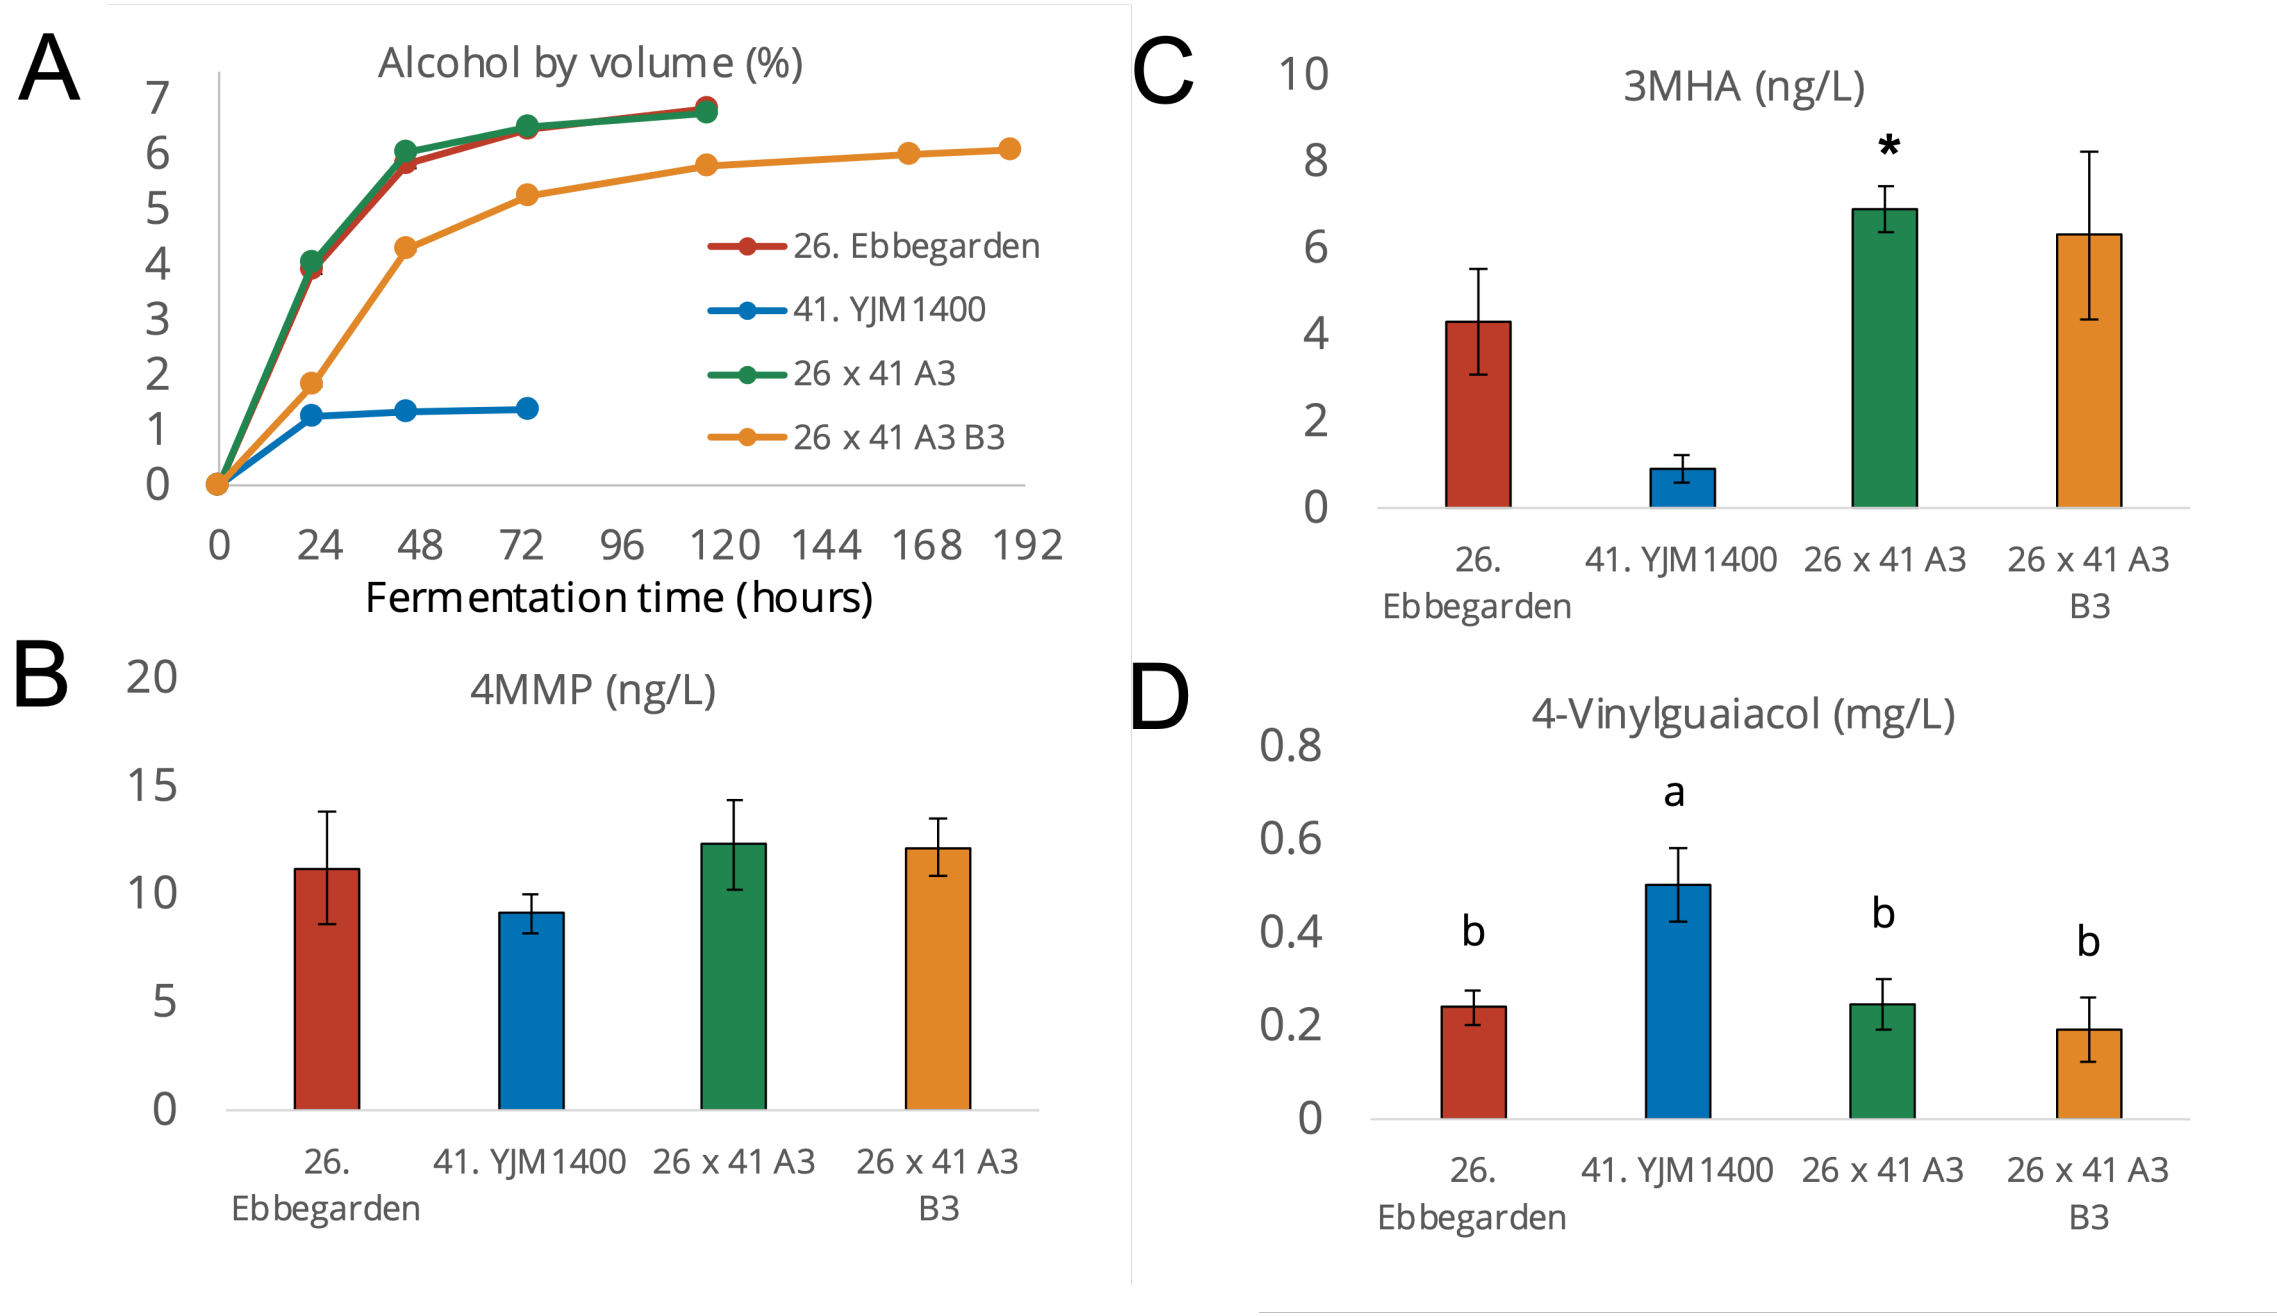 A
Alcohol by volume (%)
7
6
5
4
3
2
1
0
26. Ebbegarden
41. YJM1400
26 x 41 A3
26 x 41 A3 B3
0 24 48 72 96 120 144 168 192
Fermentation time (hours)
B
4MMP (ng/L)
20
15
10
5
0
26. Ebbegarden
41. YJM1400
26 x 41 A3
26 x 41 A3 B3
C
3MHA (ng/L)
10
8
6
4
2
0
*
26. Ebbegarden
41. YJM1400
26 x 41 A3
26 x 41 A3 B3
D
4-Vinylguaiacol (mg/L)
0.8
0.6
0.4
0.2
0
b
a
b
b
26. Ebbegarden
41. YJM1400
26 x 41 A3
26 x 41 A3 B3